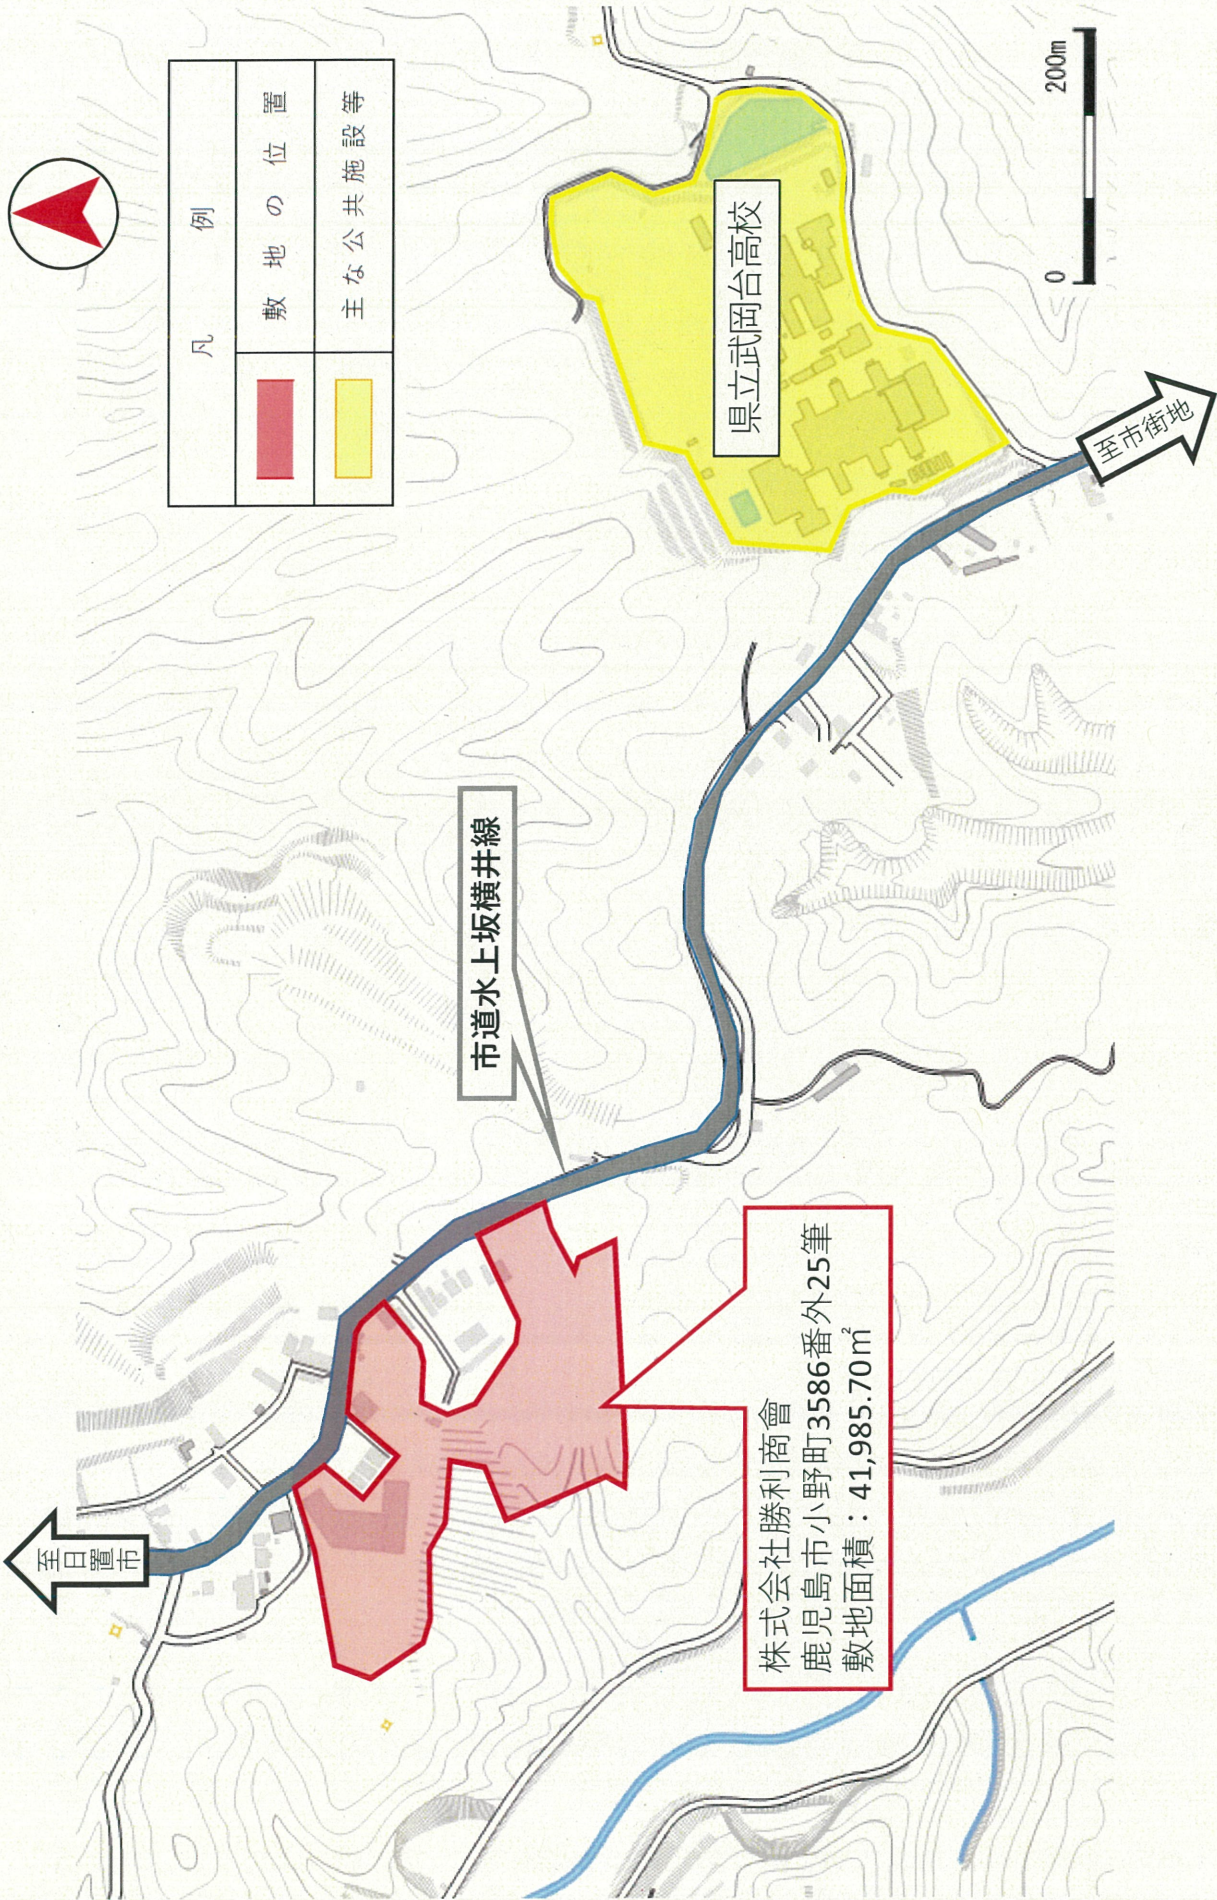 凡例
敷地の位置
主な公共施設等
県立武岡台高校
0
200m
至市街地
市道水上坂横井線
至日置市
株式会社勝利商會
鹿児島市小野町3586番外25筆
敷地面積：41,985.70㎡